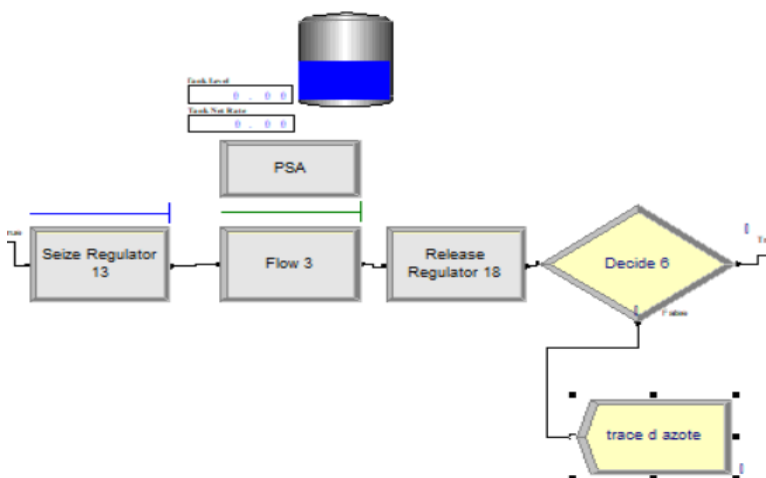 Tank Level
0 . 0 0
Tank Net Rate
0 . 0 0
PSA
Seize Regulator
13
Flow 3
Release
Regulator 18
Decide 6
False
trace d azote